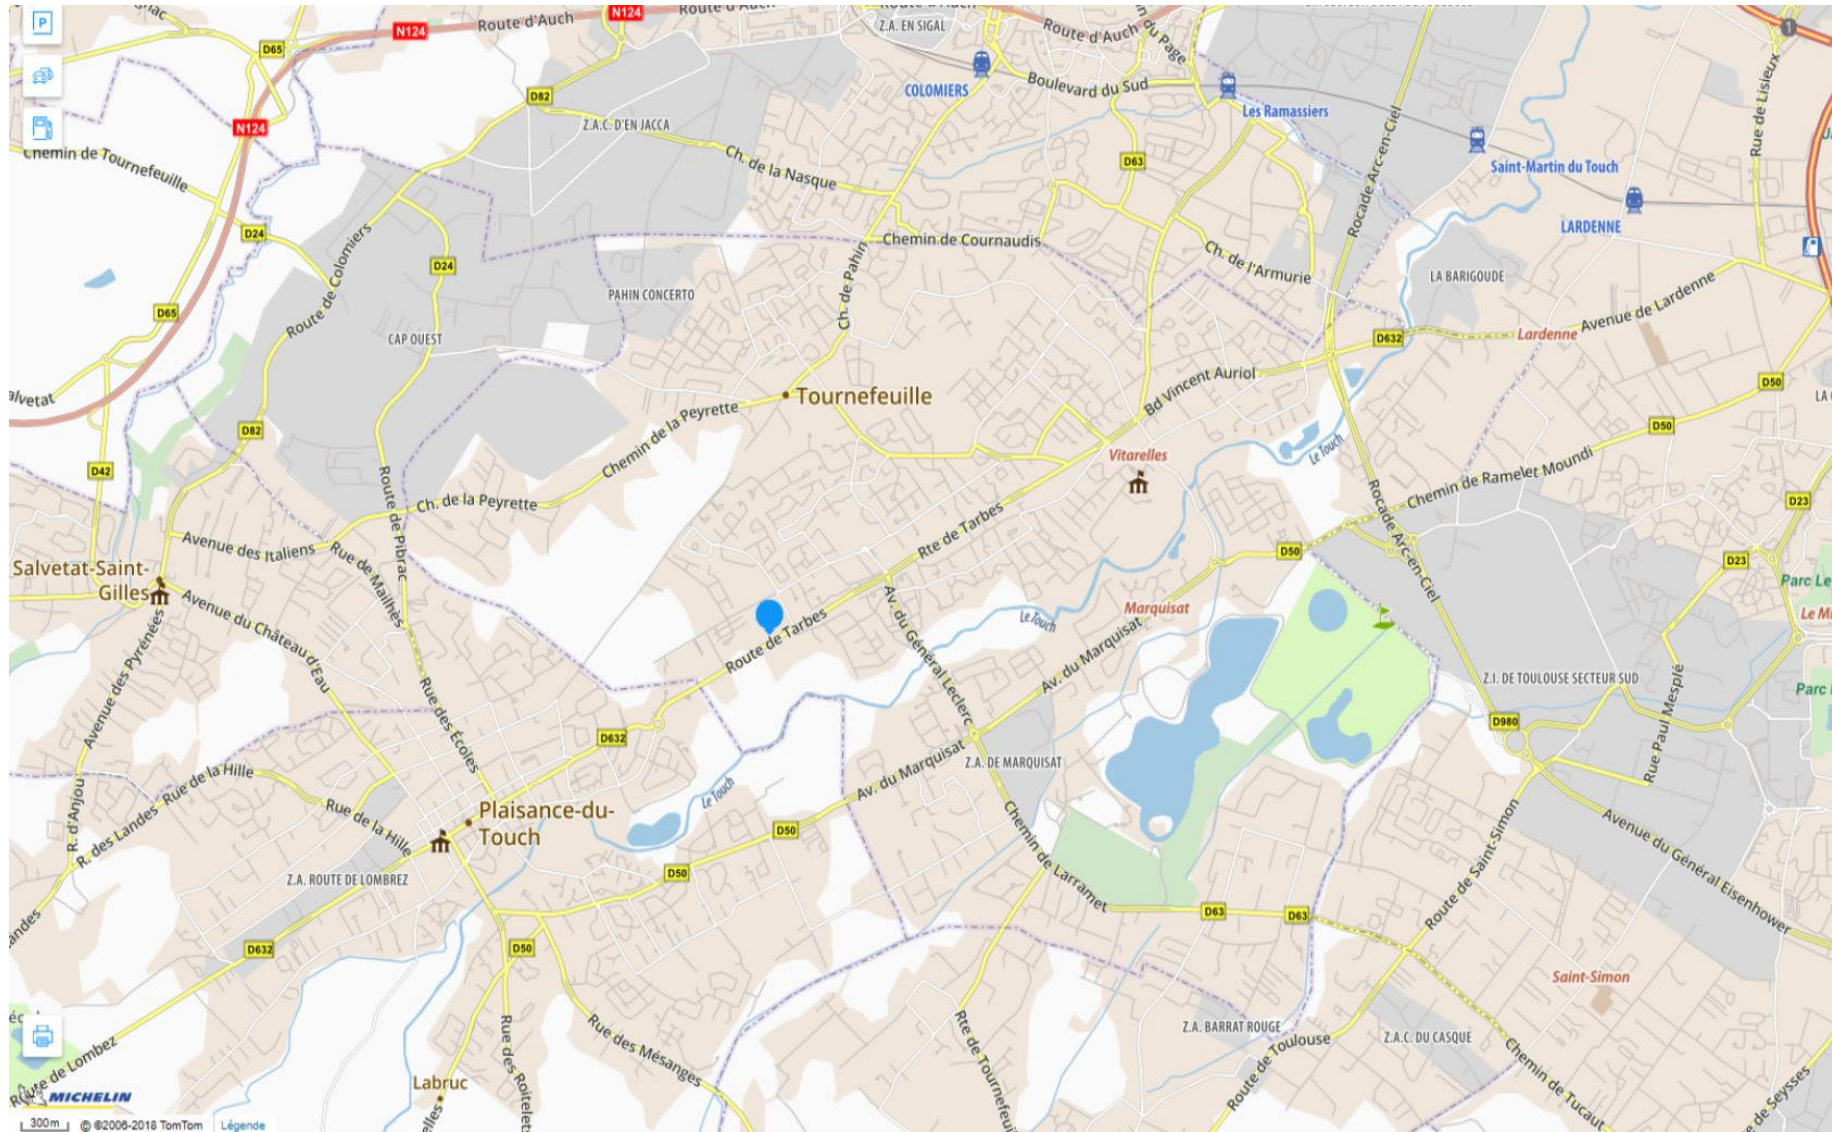 Route d'Auch
N124
Route d'Auch
Z.A. EN SIGAL
Route d'Auch
1
P
D65
N124
Boulevard du Sud
COLOMIERS
Les Ramassiers
Rue de Lisieux
D82
Z.A.C. D'EN JACCA
N124
Chemin de Tournefeuille
Ch. de la Nasque
D63
Rocade Arc-en-Ciel
Saint-Martin du Touch
LARDENNE
D24
Route de Colomiers
D24
Chemin de Cournaudis
Ch. de l'Armurie
LA BARIGOUDE
D65
PAHIN CONCERTO
Ch. de Pahin
CAP OUEST
D632
Lardenne
Avenue de Lardenne
Tournefeuille
Bd Vincent Auriol
D50
Chemin de la Peyrette
D82
D50
D42
Vitarelles
Le Touch
Route de Pibrac
Ch. de la Peyrette
Chemin de Ramelet Moundi
D23
Rte de Tarbes
Rocade Arc-en-Ciel
Avenue des Italiens
Rue de Mailhès
D50
D23
Salvetat-Saint-
Gilles
Avenue du Château d'Eau
Av. du Général Leclerc
Le Touch
Marquisat
Parc Le
Route de Tarbes
Av. du Marquisat
Avenue des Pyrénées
Rue des Écoles
Z.I. DE TOULOUSE SECTEUR SUD
Rue Paul Mesplé
D632
D980
Av. du Marquisat
Z.A. DE MARQUISAT
Rue de la Hille
Le Touch
R. d'Anjou
R. des Landes
Rue de la Hille
Plaisance-du-
Touch
D50
Chemin de Larramet
Route de Saint-Simon
Avenue du Général Eisenhower
D50
Z.A. ROUTE DE LOMBREZ
D63
D63
D632
D50
Saint-Simon
Rue des Roitelets
Rue des Mésanges
Z.A. BARRAT ROUGE
Z.A.C. DU CASQUE
Route de Toulouse
Chemin de Tucaut
Route de Lombez
Labruc
MICHELIN
300m © ©2006-2018 TomTom Légende